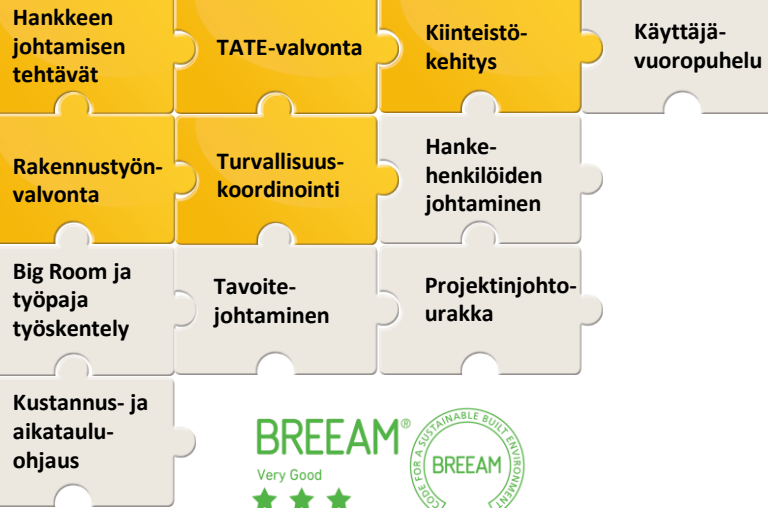 Hankkeen
johtamisen
tehtävät
TATE-valvonta
Kiinteistö-
kehitys
Käyttäjä-
vuoropuhelu
Rakennustyön-
valvonta
Turvallisuus-
koordinointi
Hanke-
henkilöiden
johtaminen
Big Room ja
työpaja
työskentely
Tavoite-
johtaminen
Projektinjohto-
urakka
Kustannus- ja
aikataulu-
ohjaus
BREEAM®
Very Good
CODE FOR A SUSTAINABLE BUILT ENVIRONMENT
BREEAM